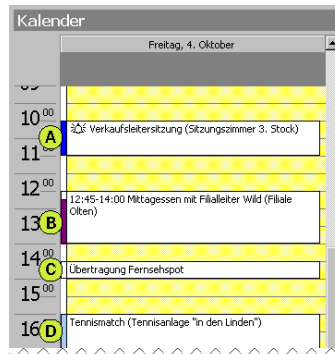 Kalender
Freitag, 4. Oktober
10 00
A
Verkaufsleitersitzung (Sitzungszimmer 3. Stock)
11
12 00
12:45-14:00 Mittagessen mit Filialleiter Wild (Filiale
Olten)
13
B
14 00
C
Übertragung Fernsehspot
15 00
16
D
Tennismatch (Tennisanlage "in den Linden")